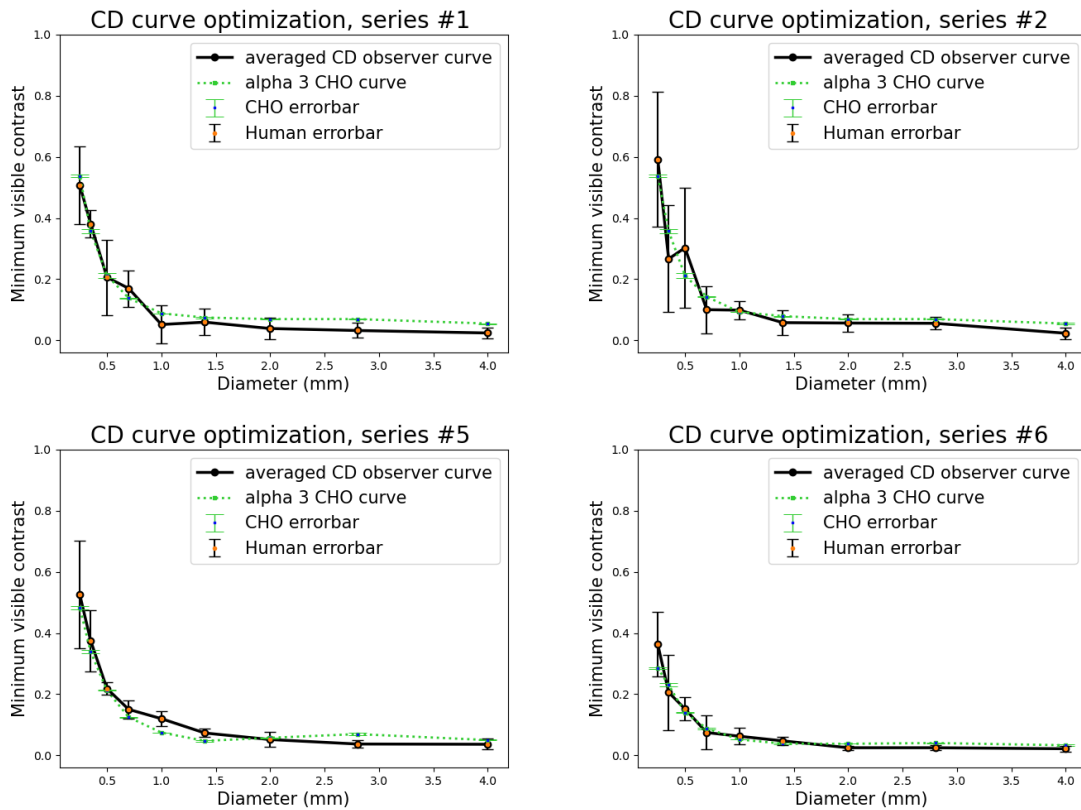 CD curve optimization, series #1
averaged CD observer curve
alpha 3 CHO curve
CHO errorbar
Human errorbar
Minimum visible contrast
1.0
0.8
0.6
0.4
0.2
0.0
0.5 1.0 1.5 2.0 2.5 3.0 3.5 4.0
Diameter (mm)
CD curve optimization, series #2
averaged CD observer curve
alpha 3 CHO curve
CHO errorbar
Human errorbar
Minimum visible contrast
1.0
0.8
0.6
0.4
0.2
0.0
0.5 1.0 1.5 2.0 2.5 3.0 3.5 4.0
Diameter (mm)
CD curve optimization, series #5
averaged CD observer curve
alpha 3 CHO curve
CHO errorbar
Human errorbar
Minimum visible contrast
1.0
0.8
0.6
0.4
0.2
0.0
0.5 1.0 1.5 2.0 2.5 3.0 3.5 4.0
Diameter (mm)
CD curve optimization, series #6
averaged CD observer curve
alpha 3 CHO curve
CHO errorbar
Human errorbar
Minimum visible contrast
1.0
0.8
0.6
0.4
0.2
0.0
0.5 1.0 1.5 2.0 2.5 3.0 3.5 4.0
Diameter (mm)